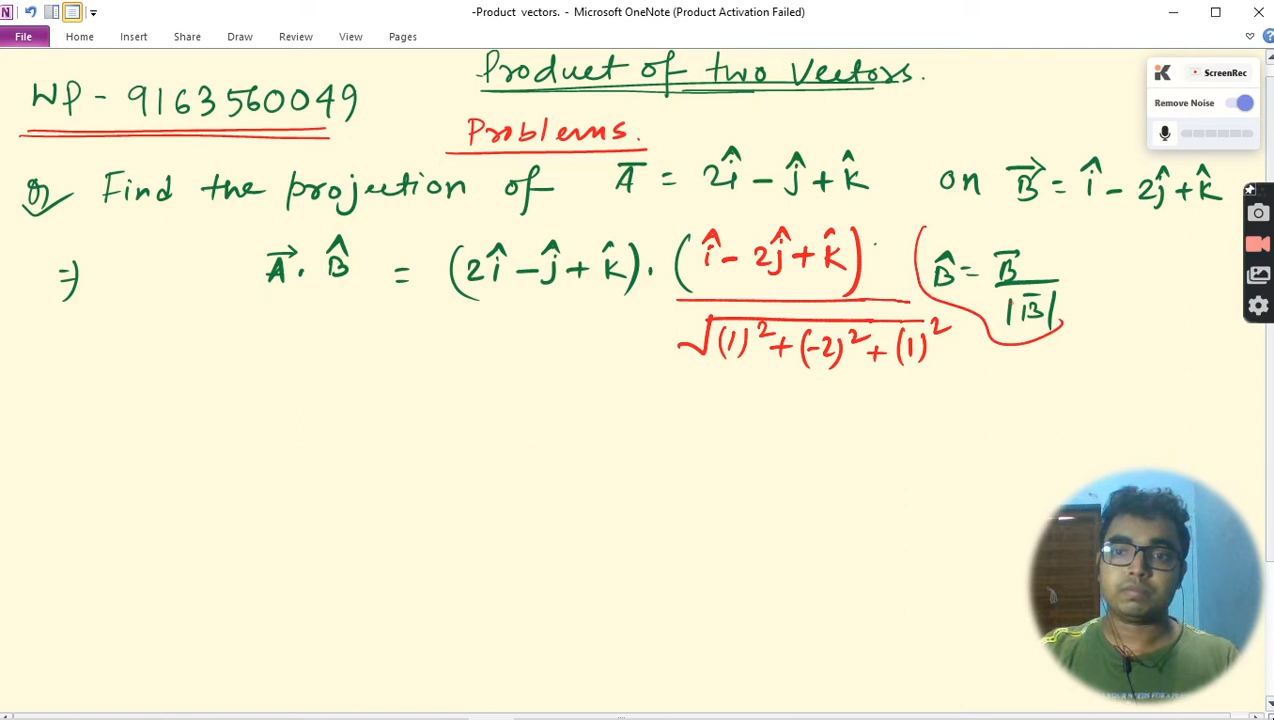 -Product vectors. - Microsoft OneNote (Product Activation Failed)
File Home Insert Share Draw Review View Pages
ScreenRec
Remove Noise
Product of two Vectors.
WP - 9163560049
Problems.
Q Find the projection of A̅ = 2î - ĵ + k̂ on B⃗ = î - 2ĵ + k̂
⇒ A⃗ . B̂ = (2î - ĵ + k̂) . (î - 2ĵ + k̂) / √(1)² + (-2)² + (1)² B̂ = B̅ / |B̅|